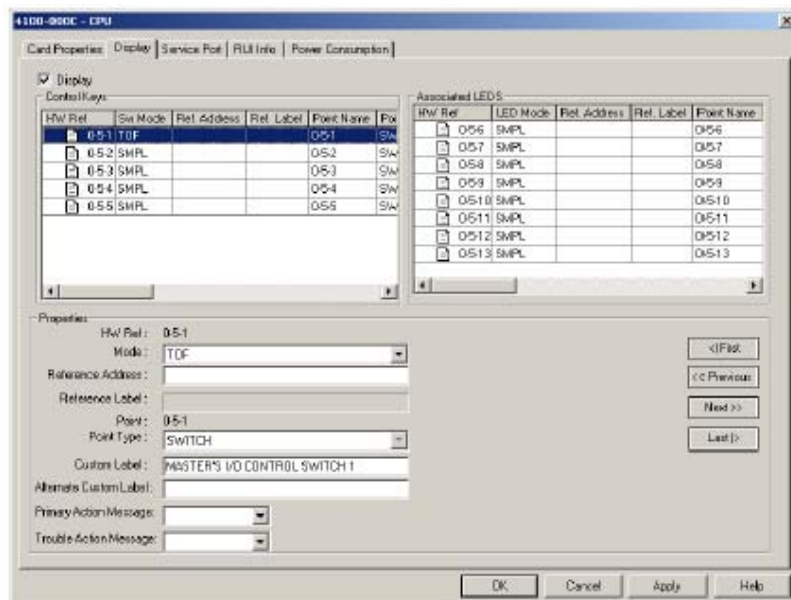 4100-000C - CPU
Card Properties Display Service Port RUI Info Power Consumption
Display
Control Keys
HW Ref Sw Mode Ref. Address Ref. Label Point Name Poi
0-5-1 TOF 0-5-1 SW
0-5-2 SMPL 0-5-2 SW
0-5-3 SMPL 0-5-3 SW
0-5-4 SMPL 0-5-4 SW
0-5-5 SMPL 0-5-5 SW
Associated LEDS
HW Ref LED Mode Ref. Address Ref. Label Point Name
0-5-6 SMPL 0-5-6
0-5-7 SMPL 0-5-7
0-5-8 SMPL 0-5-8
0-5-9 SMPL 0-5-9
0-5-10 SMPL 0-5-10
0-5-11 SMPL 0-5-11
0-5-12 SMPL 0-5-12
0-5-13 SMPL 0-5-13
Properties
HW Ref : 0-5-1
Mode : TOF
Reference Address :
Reference Label :
Point : 0-5-1
Point Type : SWITCH
Custom Label : MASTER'S I/O CONTROL SWITCH 1
Alternate Custom Label :
Primary Action Message :
Trouble Action Message :
<| First
<< Previous
Next >>
Last |>
OK Cancel Apply Help